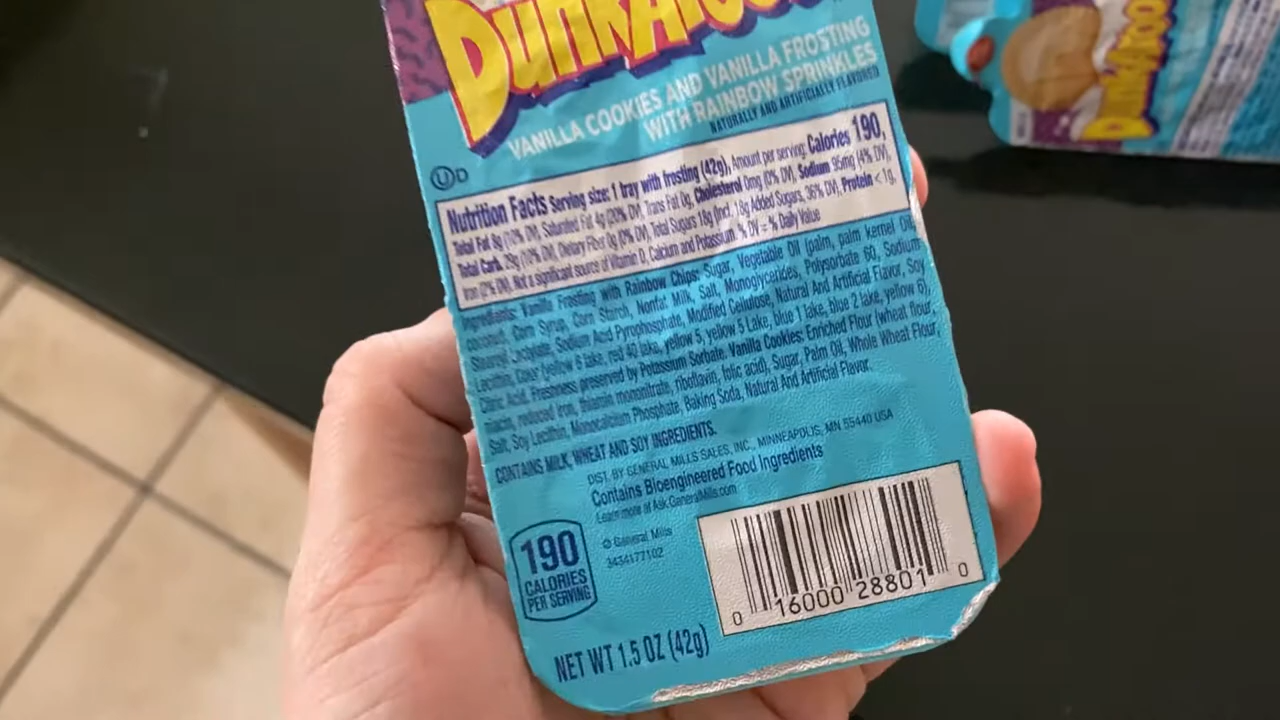 DUNKAROOS
VANILLA COOKIES AND VANILLA FROSTING
WITH RAINBOW SPRINKLES
NATURALLY AND ARTIFICIALLY FLAVORED
U D
Nutrition Facts Serving size: 1 tray with frosting (42g), Amount per serving: Calories 190,
Total Fat 8g (10% DV), Saturated Fat 4g (20% DV), Trans Fat 0g, Cholesterol 0mg (0% DV), Sodium 95mg (4% DV),
Total Carb. 29g (10% DV), Dietary Fiber 0g (0% DV), Total Sugars 18g (Incl. 18g Added Sugars, 36% DV), Protein < 1g,
Iron (2% DV). Not a significant source of Vitamin D, Calcium and Potassium. % DV = % Daily Value
Ingredients: Vanilla Frosting with Rainbow Chips: Sugar, Vegetable Oil (palm, palm kernel Oil,
coconut), Corn Syrup, Corn Starch, Nonfat Milk, Salt, Monoglycerides, Polysorbate 60, Sodium
Stearoyl Lactylate, Sodium Acid Pyrophosphate, Modified Cellulose, Natural And Artificial Flavor, Soy
Lecithin, Color (yellow 6 lake, red 40 lake, yellow 5, yellow 5 Lake, blue 1 lake, blue 2 lake, yellow 6),
Citric Acid. Freshness preserved by Potassium Sorbate. Vanilla Cookies: Enriched Flour (wheat flour,
niacin, reduced iron, thiamin mononitrate, riboflavin, folic acid), Sugar, Palm Oil, Whole Wheat Flour,
Salt, Soy Lecithin, Monocalcium Phosphate, Baking Soda, Natural And Artificial Flavor.
CONTAINS MILK, WHEAT AND SOY INGREDIENTS.
DIST. BY GENERAL MILLS SALES, INC., MINNEAPOLIS, MN 55440 USA
Contains Bioengineered Food Ingredients
Learn more at Ask.GeneralMills.com
© General Mills
3434177102
190
CALORIES
PER SERVING
0 16000 28801 0
NET WT 1.5 OZ (42g)